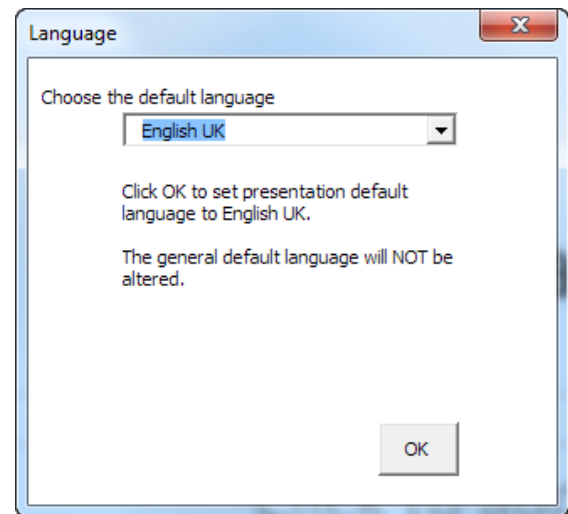 Language
Choose the default language
English UK
Click OK to set presentation default
language to English UK.
The general default language will NOT be
altered.
OK